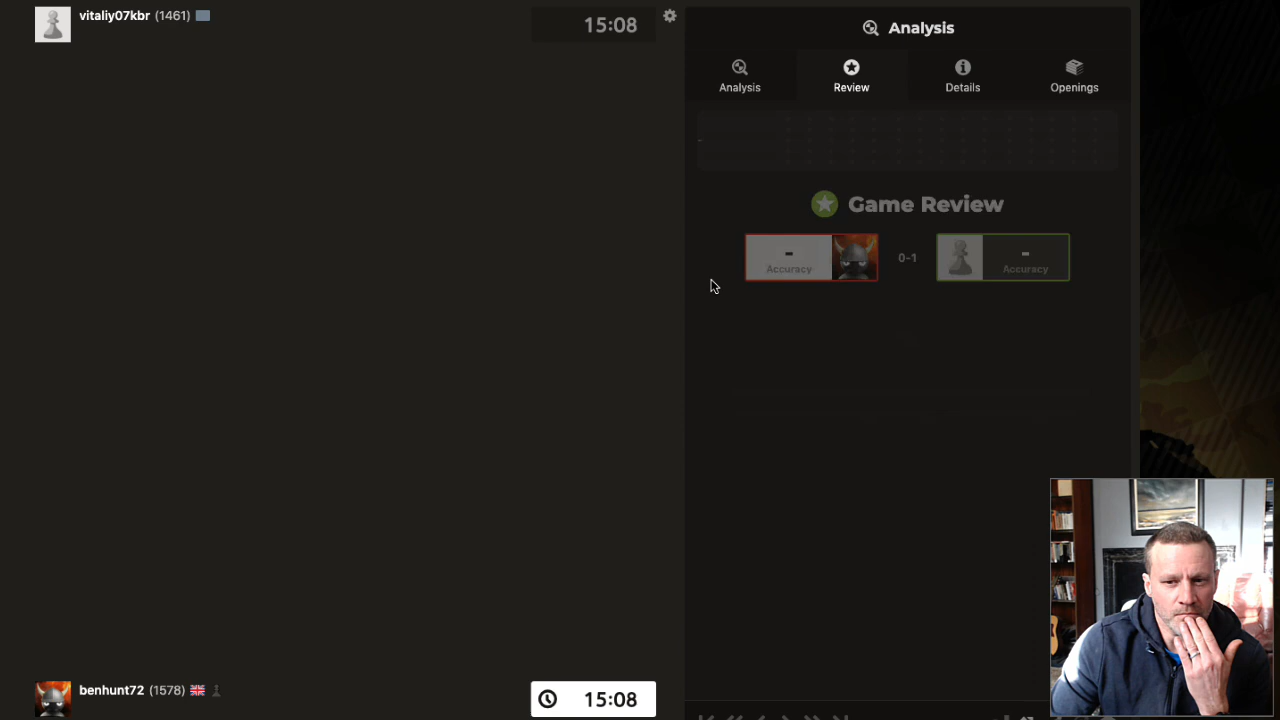 vitaliy07kbr (1461)
15:08
Analysis
Analysis
Review
Details
Openings
Game Review
-
Accuracy
0-1
-
Accuracy
benhunt72 (1578)
15:08